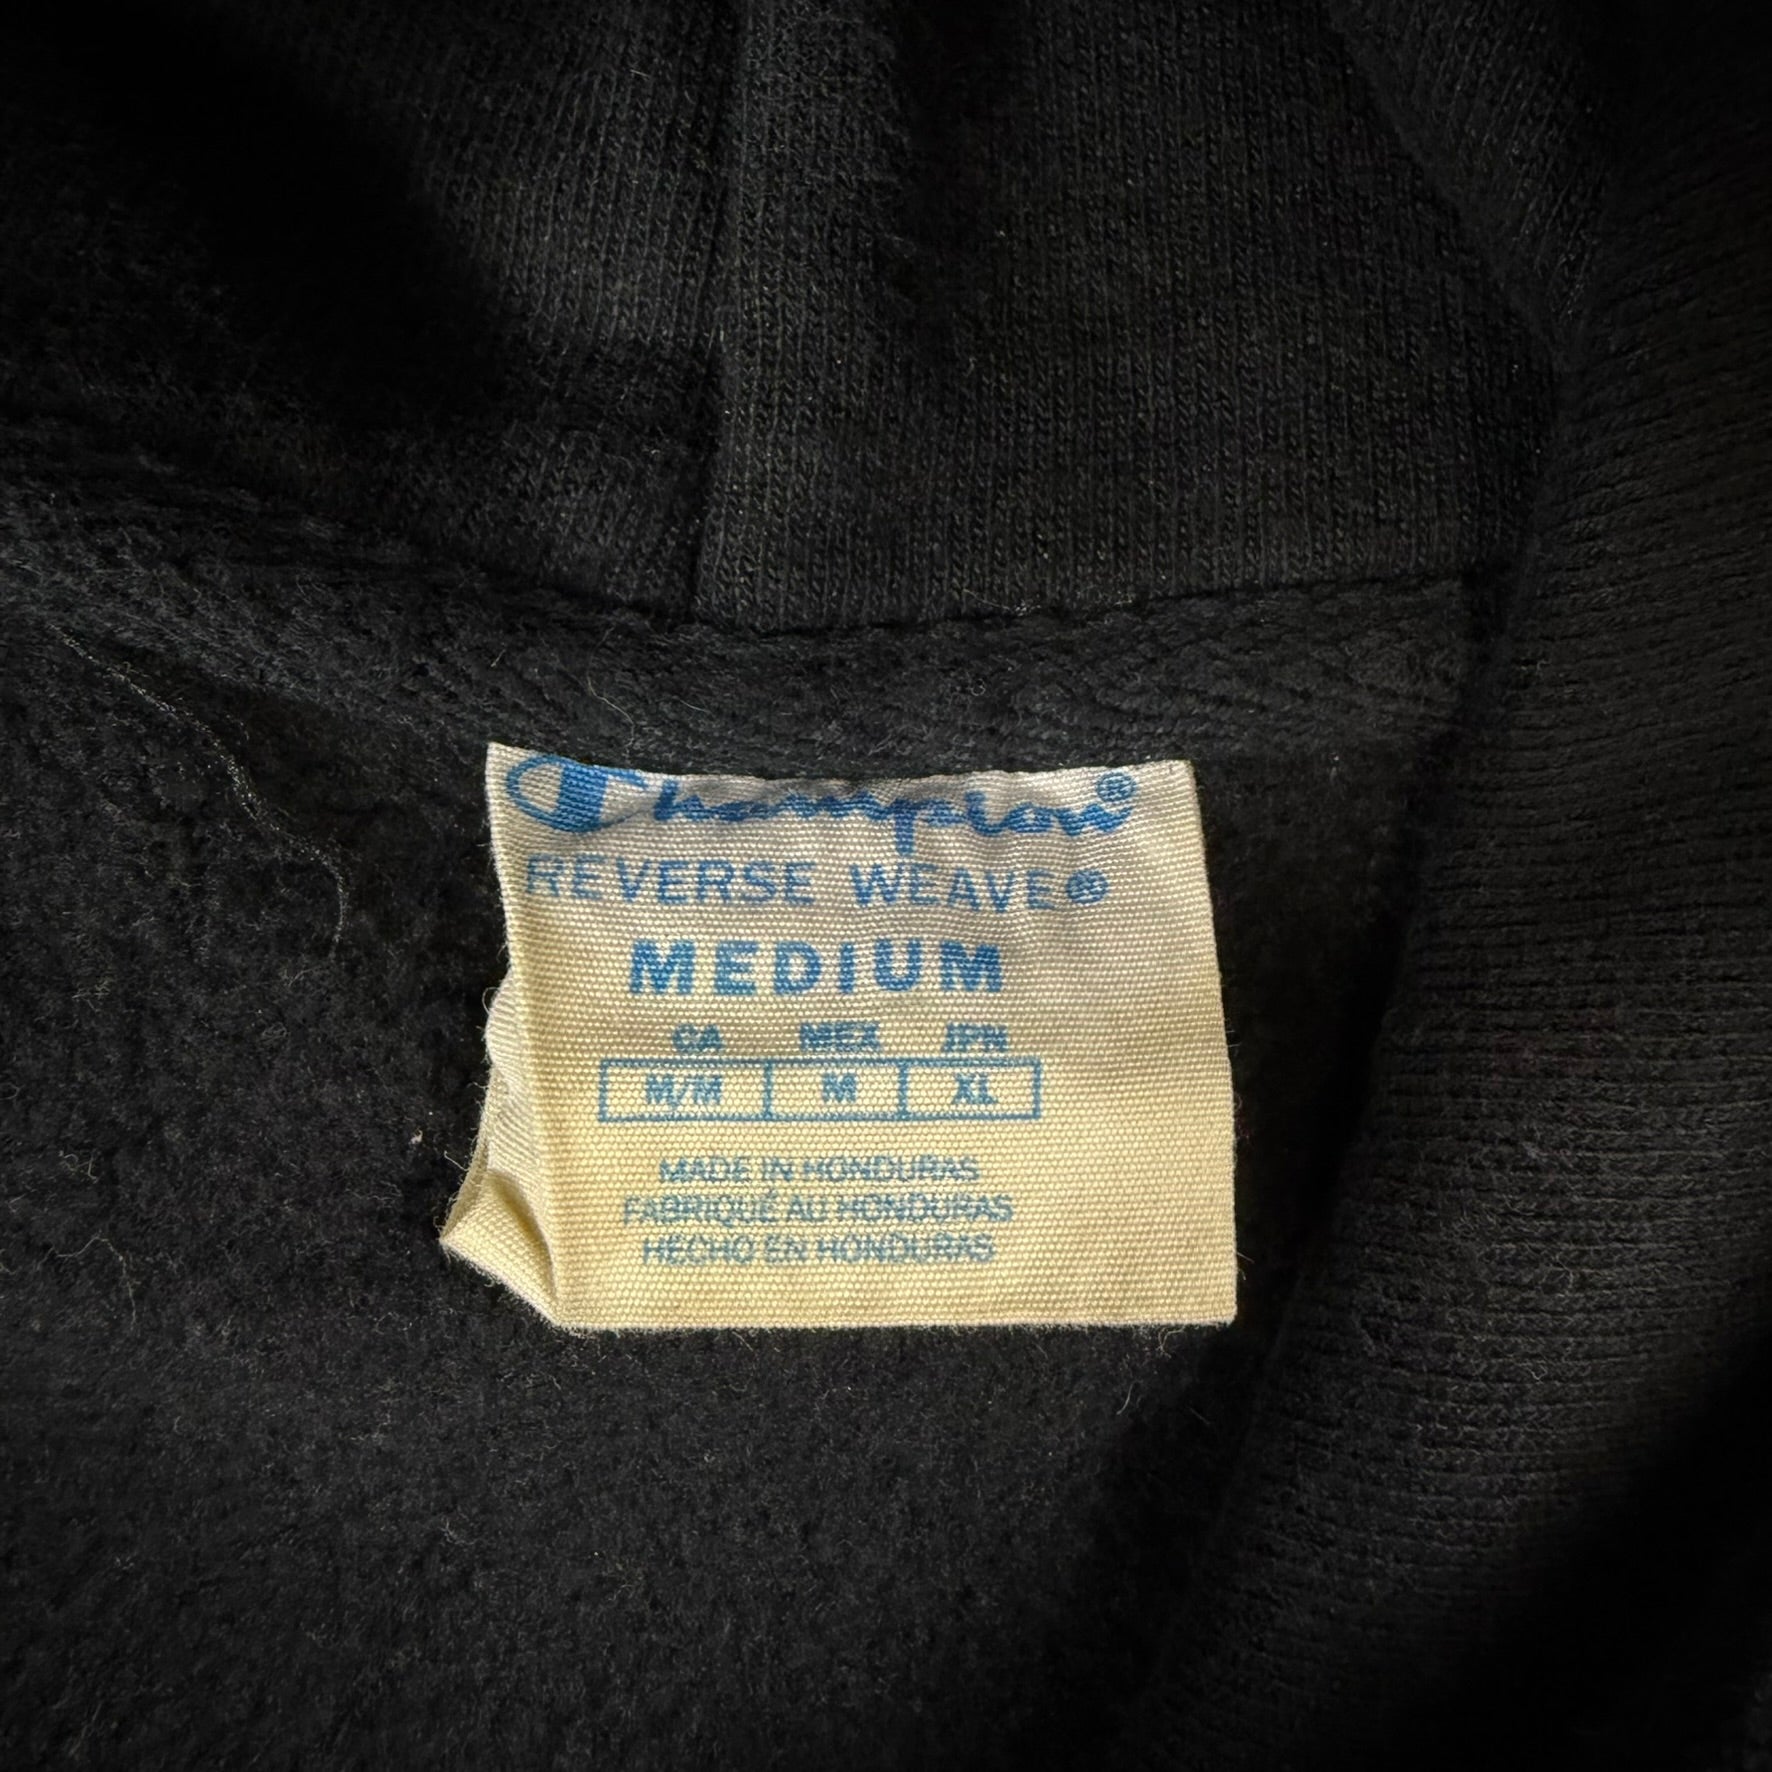 Champion®
REVERSE WEAVE®
MEDIUM
CA MEX JPN
M/M M XL
MADE IN HONDURAS
FABRIQUÉ AU HONDURAS
HECHO EN HONDURAS